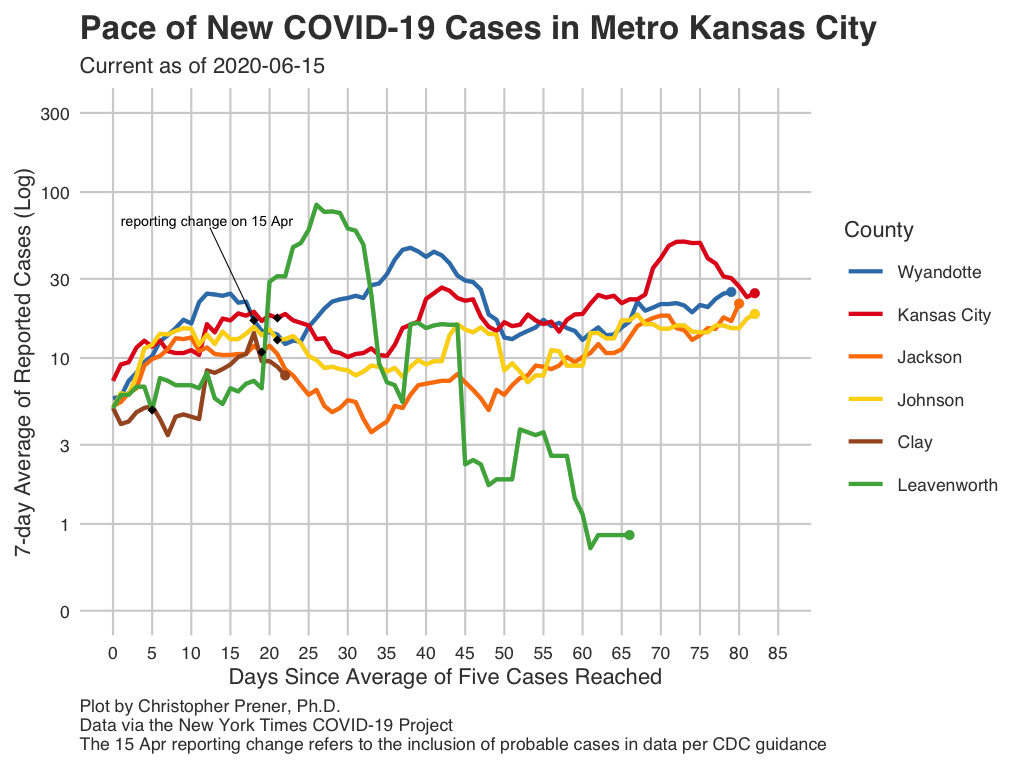 Pace of New COVID-19 Cases in Metro Kansas City
Current as of 2020-06-15
7-day Average of Reported Cases (Log)
300
100
30
10
3
1
0
reporting change on 15 Apr
0 5 10 15 20 25 30 35 40 45 50 55 60 65 70 75 80 85
Days Since Average of Five Cases Reached
County
Wyandotte
Kansas City
Jackson
Johnson
Clay
Leavenworth
Plot by Christopher Prener, Ph.D.
Data via the New York Times COVID-19 Project
The 15 Apr reporting change refers to the inclusion of probable cases in data per CDC guidance